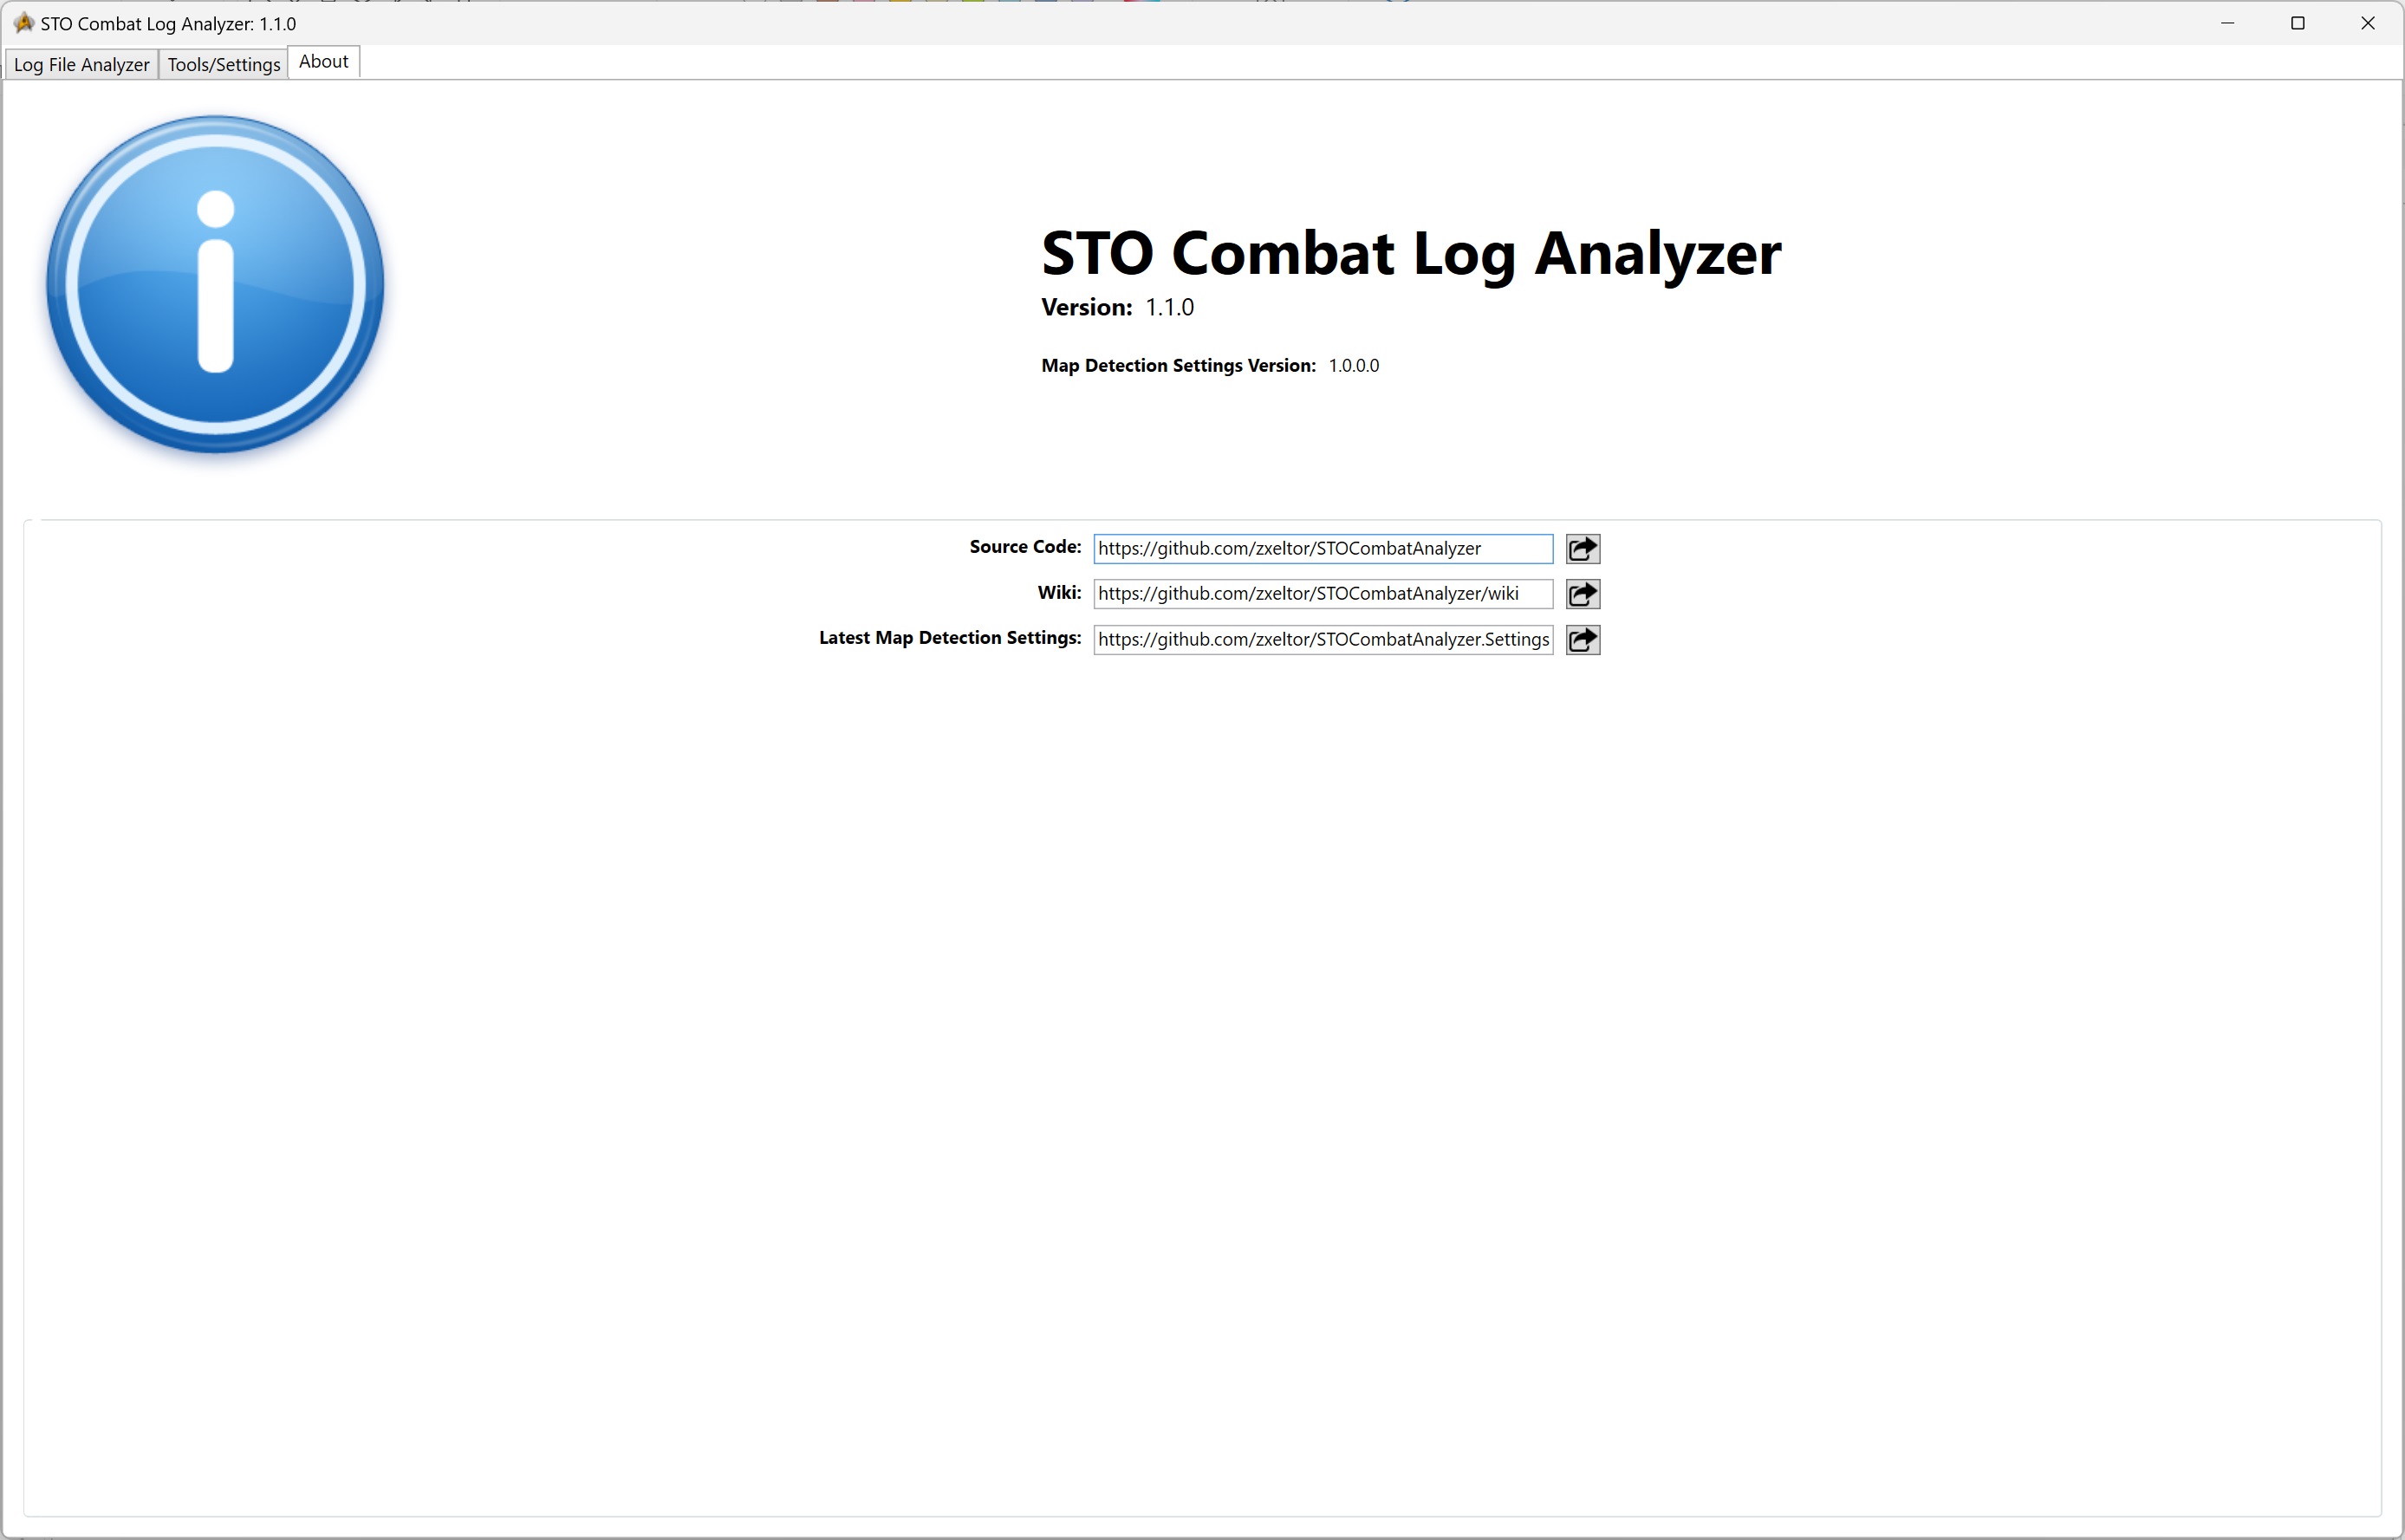 STO Combat Log Analyzer: 1.1.0
Log File Analyzer Tools/Settings About
STO Combat Log Analyzer
Version: 1.1.0
Map Detection Settings Version: 1.0.0.0
Source Code: https://github.com/zxeltor/STOCombatAnalyzer
Wiki: https://github.com/zxeltor/STOCombatAnalyzer/wiki
Latest Map Detection Settings: https://github.com/zxeltor/STOCombatAnalyzer.Settings